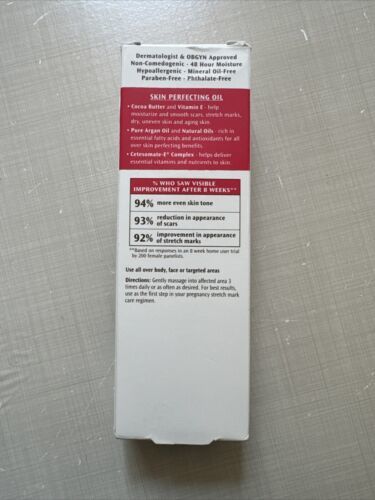 Dermatologist & OBGYN Approved
Non-Comedogenic - 48 Hour Moisture
Hypoallergenic - Mineral Oil-Free
Paraben-Free - Phthalate-Free
SKIN PERFECTING OIL
• Cocoa Butter and Vitamin E - help
moisturize and smooth scars, stretch marks,
dry, uneven skin and aging skin.
• Pure Argan Oil and Natural Oils - rich in
essential fatty acids and antioxidants for all
over skin perfecting benefits.
• Cetesomate-E® Complex - helps deliver
essential vitamins and nutrients to skin.
% WHO SAW VISIBLE
IMPROVEMENT AFTER 8 WEEKS**
94% more even skin tone
93% reduction in appearance
of scars
92% improvement in appearance
of stretch marks
**Based on responses in an 8 week home user trial
by 200 female panelists.
Use all over body, face or targeted areas
Directions: Gently massage into affected area 3
times daily or as often as desired. For best results,
use as the first step in your pregnancy stretch mark
care regimen.